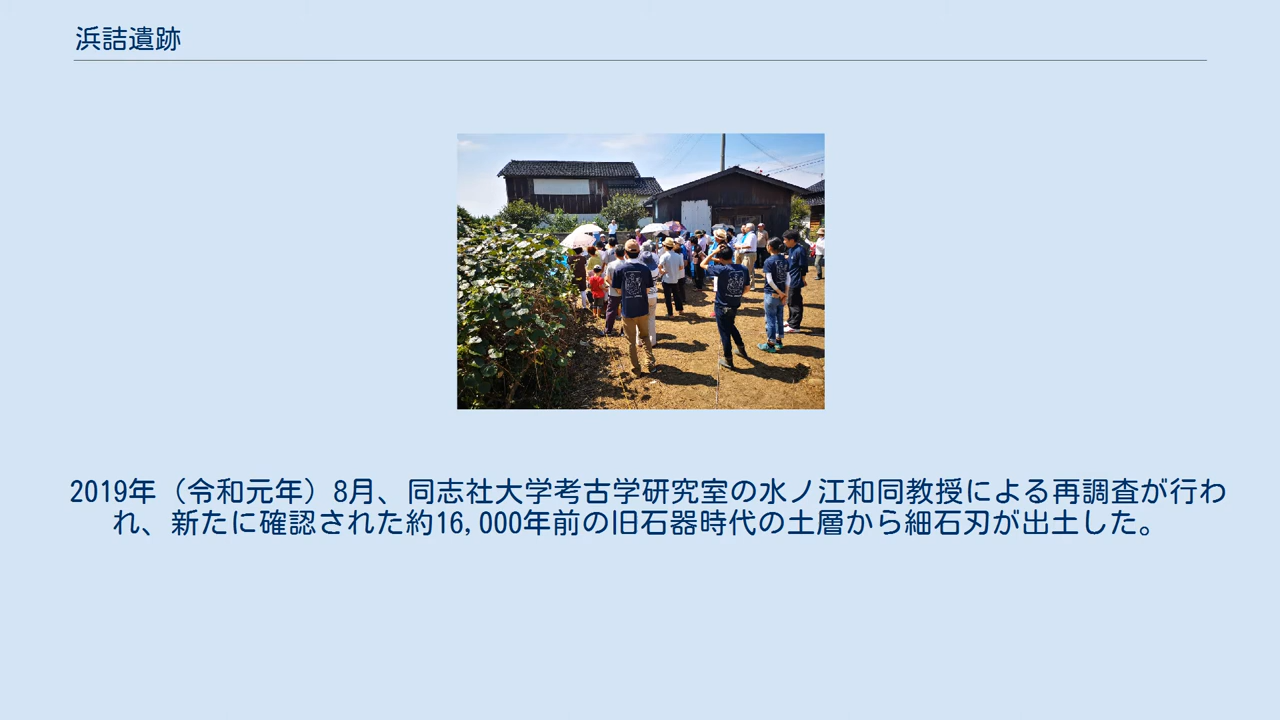 浜詰遺跡
2019年（令和元年）8月、同志社大学考古学研究室の水ノ江和同教授による再調査が行わ
れ、新たに確認された約16,000年前の旧石器時代の土層から細石刃が出土した。